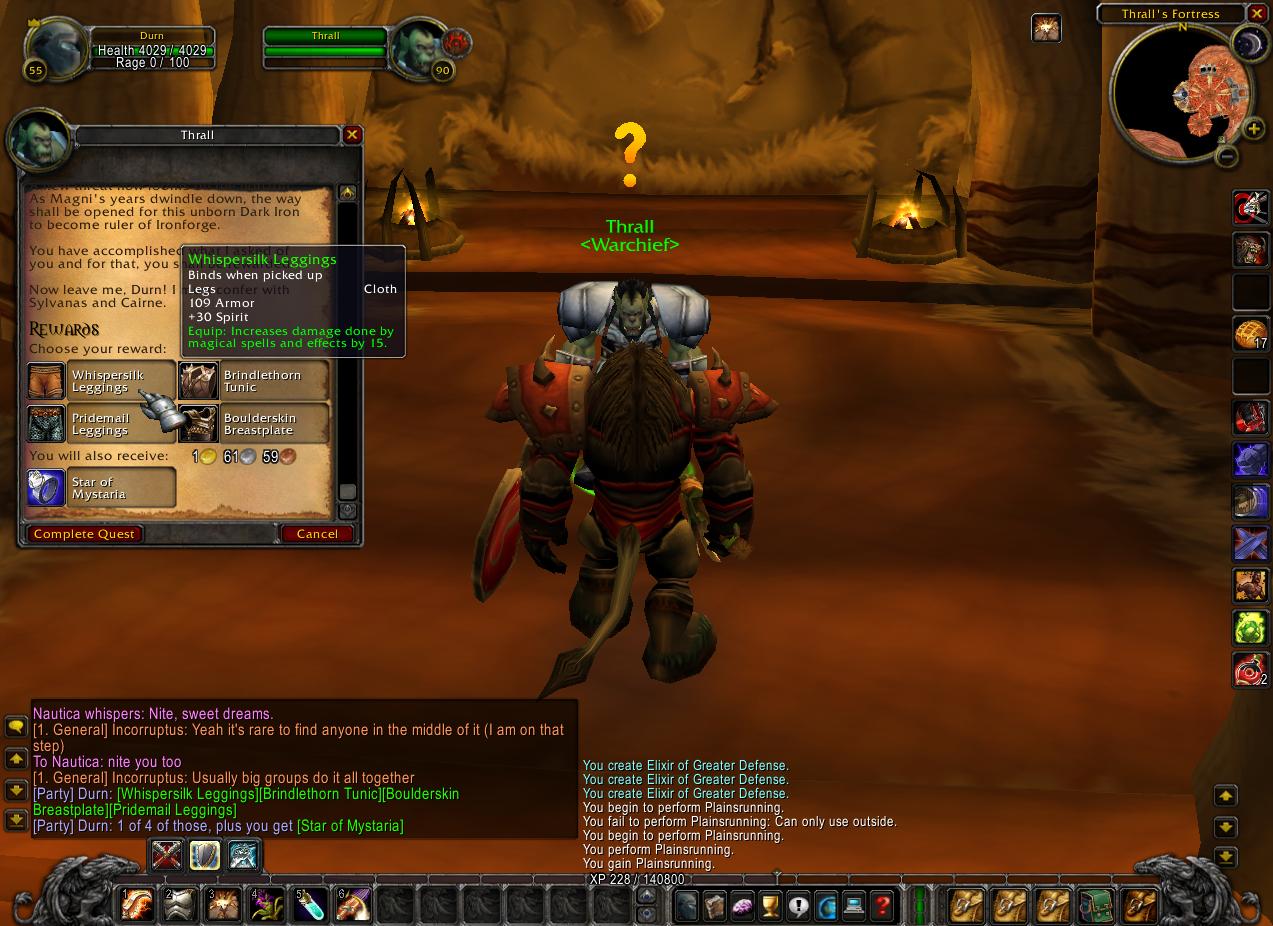 Durn
Health 4029 / 4029
Rage 0 / 100
55
Thrall
90
Thrall's Fortress
N
Thrall
As Magni's years dwindle down, the way
shall be opened for this unborn Dark Iron
to become ruler of Ironforge.
You have accomplished what I asked of
you and for that, you
Now leave me, Durn! I confer with
Sylvanas and Cairne.
Rewards
Choose your reward:
Whispersilk Leggings
Binds when picked up
Legs Cloth
109 Armor
+30 Spirit
Equip: Increases damage done by
magical spells and effects by 15.
Whispersilk
Leggings
Brindlethorn
Tunic
Pridemail
Leggings
Boulderskin
Breastplate
You will also receive: 1 61 59
Star of
Mystaria
Complete Quest
Cancel
?
Thrall
<Warchief>
17
2
Nautica whispers: Nite, sweet dreams.
[1. General] Incorruptus: Yeah it's rare to find anyone in the middle of it (I am on that
step)
To Nautica: nite you too
[1. General] Incorruptus: Usually big groups do it all together
[Party] Durn: [Whispersilk Leggings][Brindlethorn Tunic][Boulderskin
Breastplate][Pridemail Leggings]
[Party] Durn: 1 of 4 of those, plus you get [Star of Mystaria]
You create Elixir of Greater Defense.
You create Elixir of Greater Defense.
You create Elixir of Greater Defense.
You begin to perform Plainsrunning.
You fail to perform Plainsrunning: Can only use outside.
You begin to perform Plainsrunning.
You perform Plainsrunning.
You gain Plainsrunning.
XP 228 / 140800
1
2
3
4
5
6
?